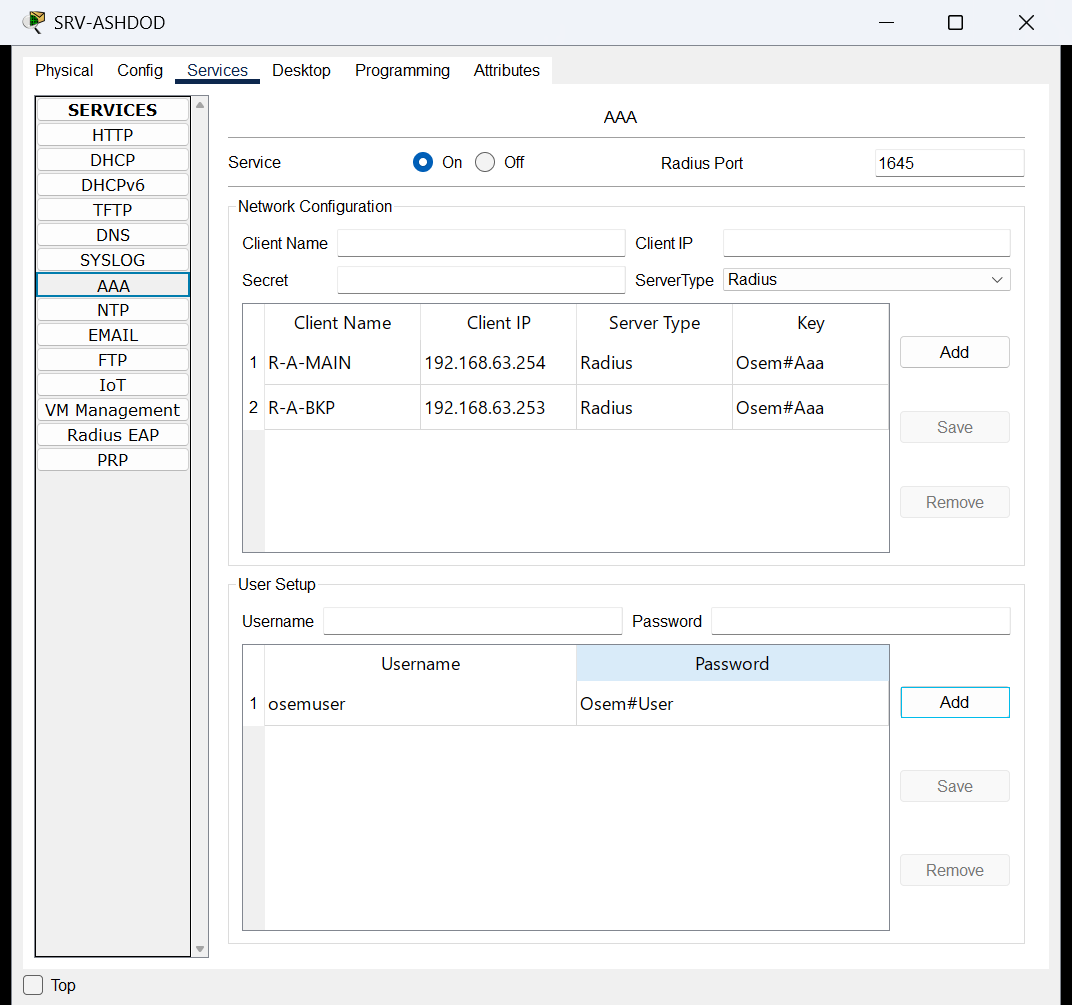 SRV-ASHDOD
Physical Config Services Desktop Programming Attributes
SERVICES
HTTP
DHCP
DHCPv6
TFTP
DNS
SYSLOG
AAA
NTP
EMAIL
FTP
IoT
VM Management
Radius EAP
PRP
AAA
Service On Off Radius Port 1645
Network Configuration
Client Name Client IP
Secret ServerType Radius
Client Name Client IP Server Type Key
1 R-A-MAIN 192.168.63.254 Radius Osem#Aaa
2 R-A-BKP 192.168.63.253 Radius Osem#Aaa
Add
Save
Remove
User Setup
Username Password
Username Password
1 osemuser Osem#User
Add
Save
Remove
Top